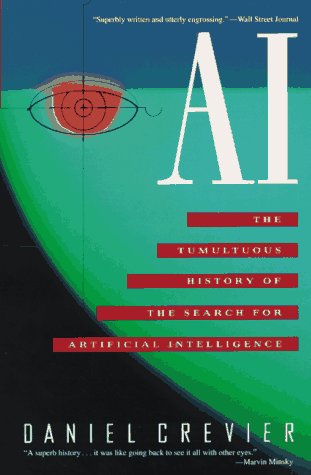 "Superbly written and utterly engrossing."—Wall Street Journal
AI
THE
TUMULTUOUS
HISTORY OF
THE SEARCH FOR
ARTIFICIAL INTELLIGENCE
DANIEL CREVIER
"A superb history . . . it was like going back to see it all with other eyes."
—Marvin Minsky